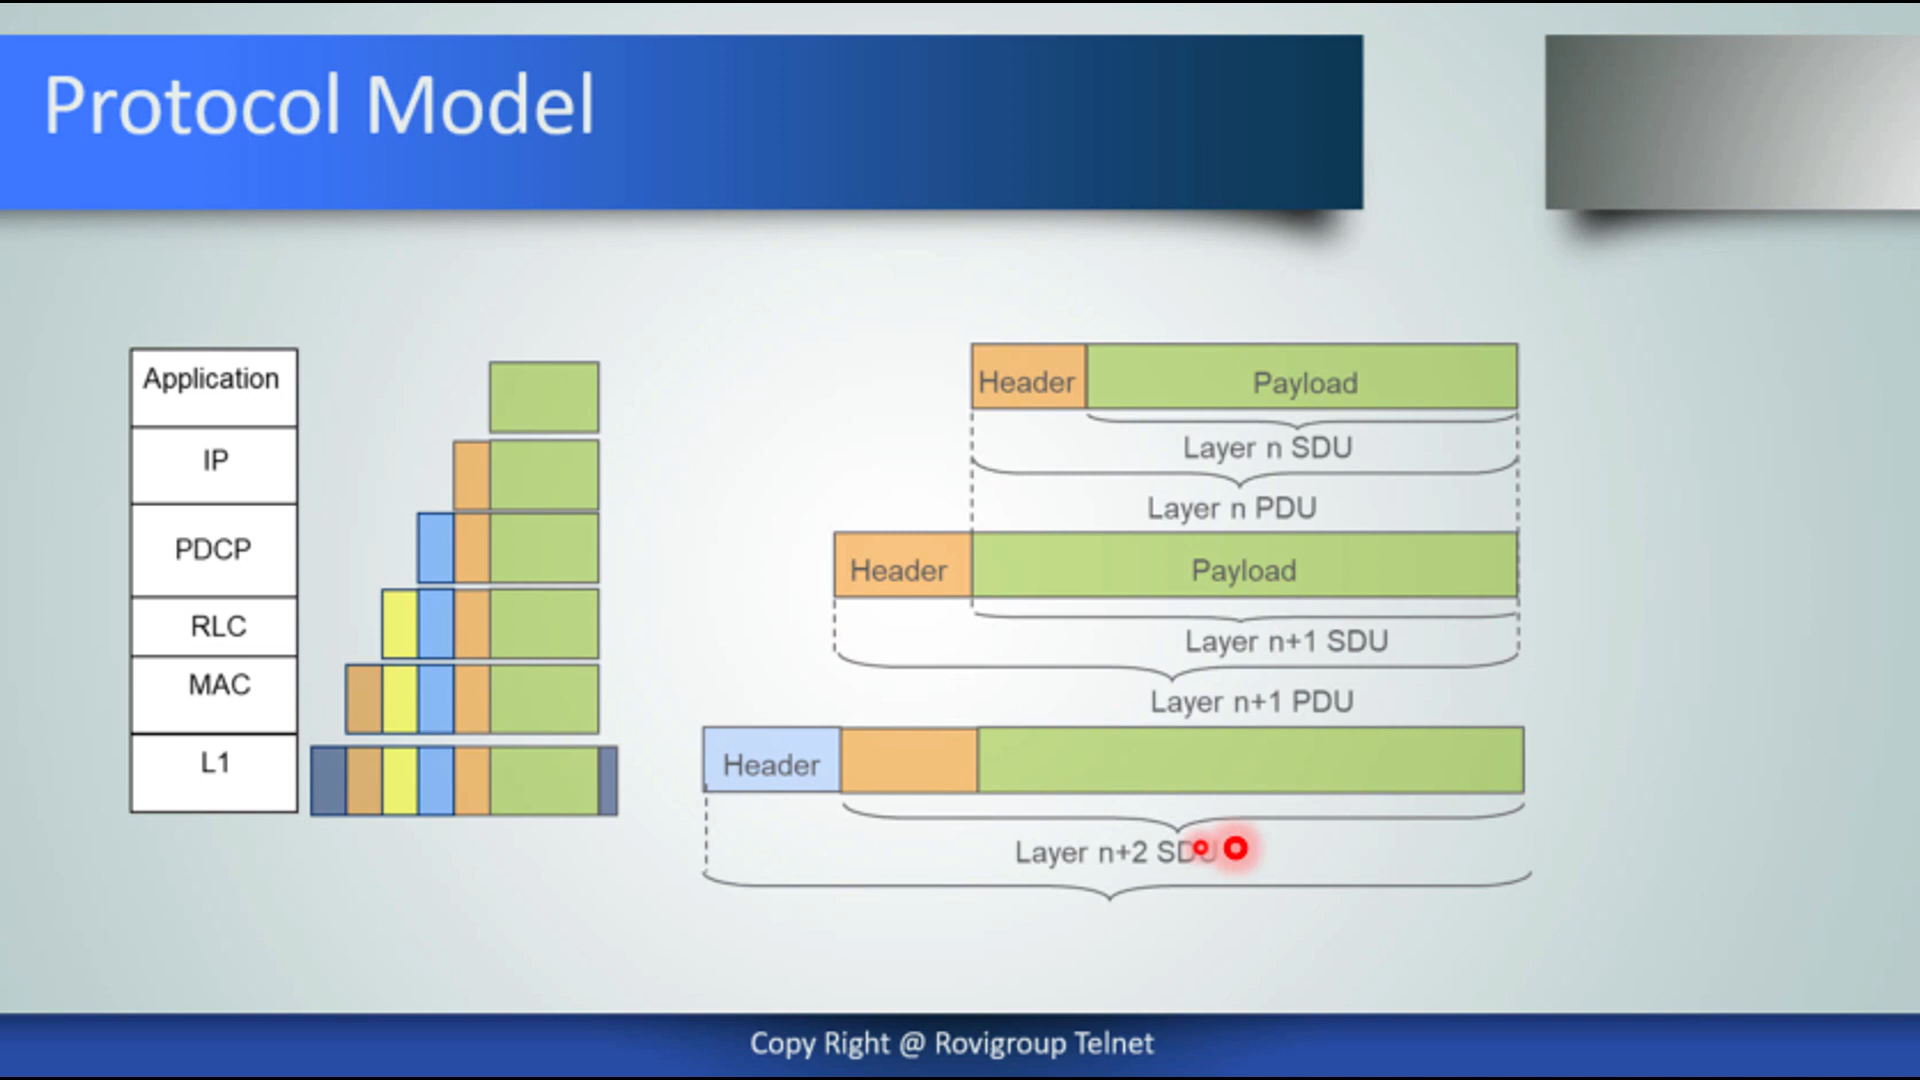 Protocol Model
Application
IP
PDCP
RLC
MAC
L1
Header
Payload
Layer n SDU
Layer n PDU
Header
Payload
Layer n+1 SDU
Layer n+1 PDU
Header
Layer n+2 SDU
Copy Right @ Rovigroup Telnet